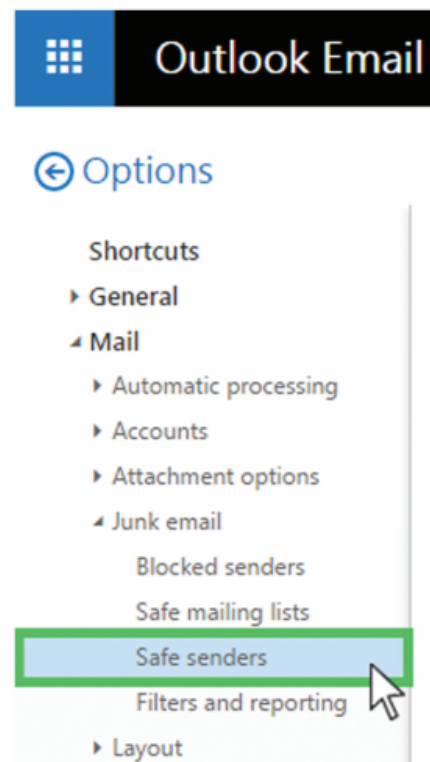 Outlook Email
Options
Shortcuts
General
Mail
Automatic processing
Accounts
Attachment options
Junk email
Blocked senders
Safe mailing lists
Safe senders
Filters and reporting
Layout